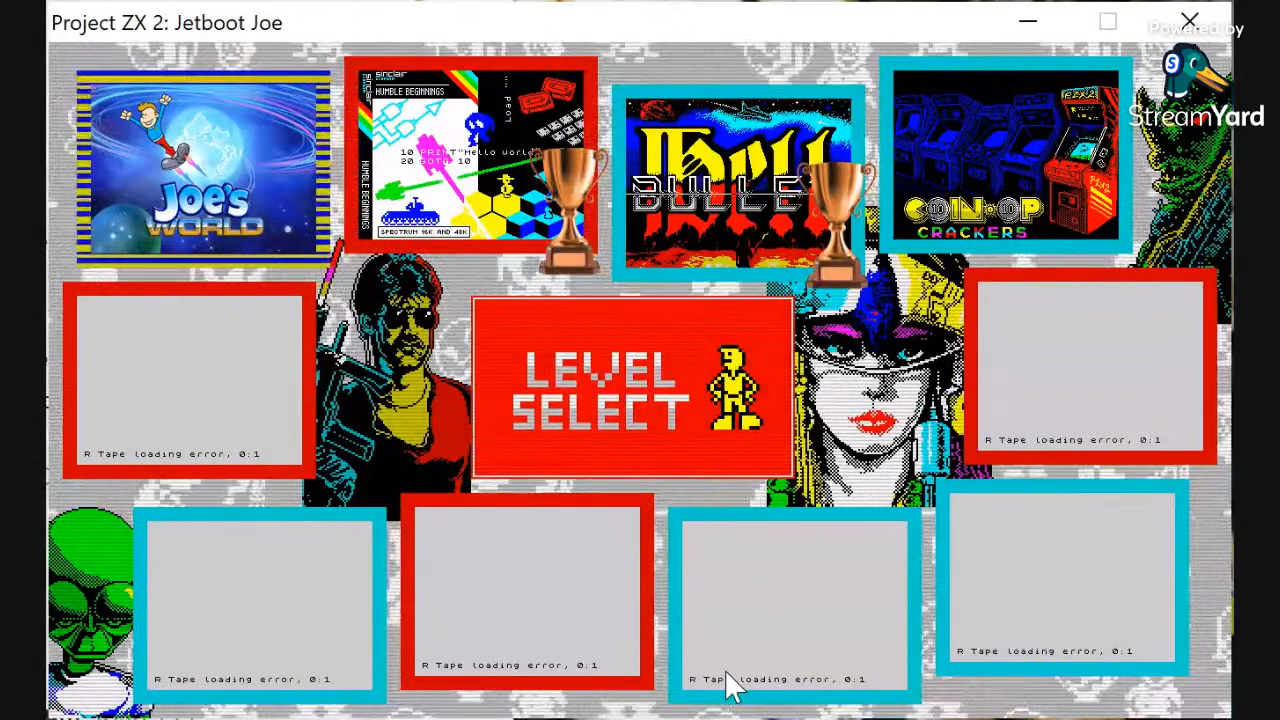 Project ZX 2: Jetboot Joe
Powered by
StreamYard
JOES
WORLD
sinclair
HUMBLE BEGINNINGS
10 PRINT"Hello world"
20 GOTO 10
HUMBLE BEGINNINGS
SPECTRUM 16K AND 48K
COIN-OP
CRACKERS
LEVEL
SELECT
R Tape loading error, 0:1
R Tape loading error, 0:1
R Tape loading error, 0:1
R Tape loading error, 0:1
R Tape loading error, 0:1
R Tape loading error, 0:1